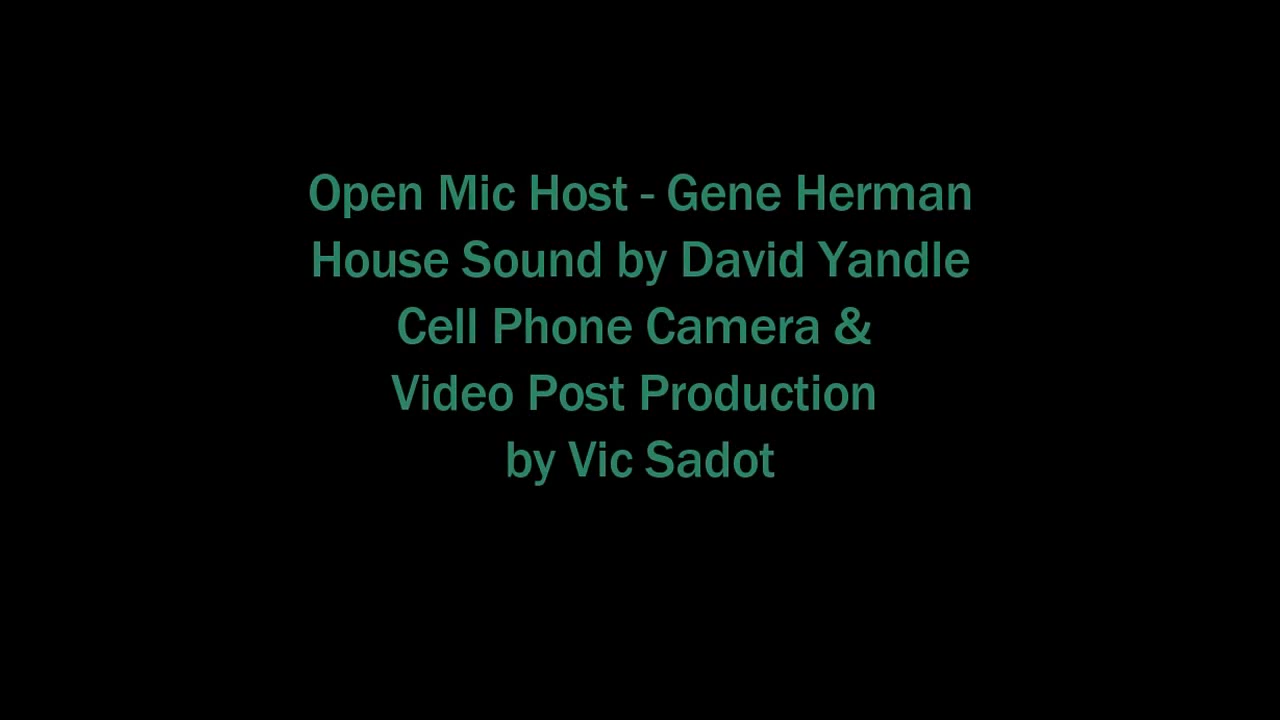 Open Mic Host - Gene Herman
House Sound by David Yandle
Cell Phone Camera &
Video Post Production
by Vic Sadot